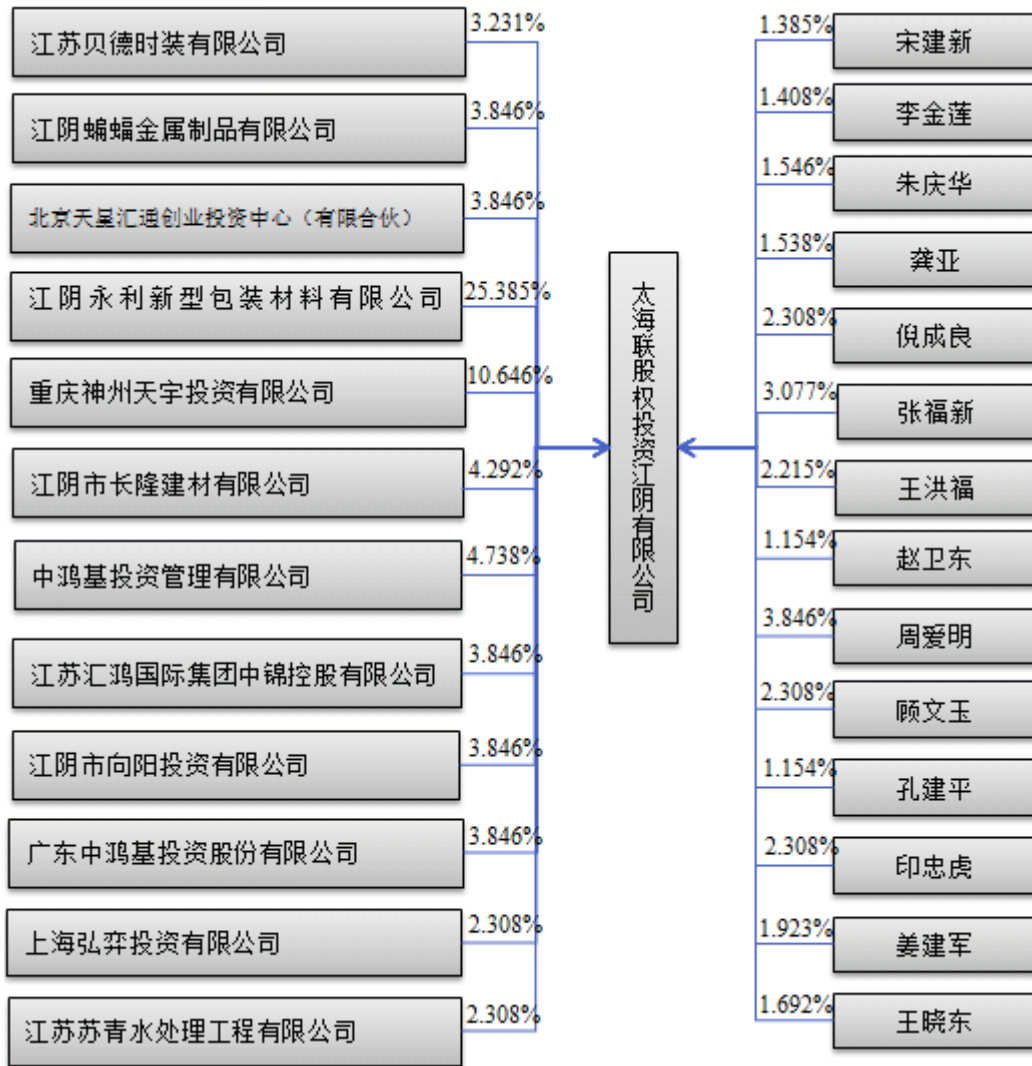 江苏贝德时装有限公司
3.231%
江阴蝙蝠金属制品有限公司
3.846%
北京天星汇通创业投资中心（有限合伙）
3.846%
江阴永利新型包装材料有限公司
25.385%
重庆神州天宇投资有限公司
10.646%
江阴市长隆建材有限公司
4.292%
中鸿基投资管理有限公司
4.738%
江苏汇鸿国际集团中锦控股有限公司
3.846%
江阴市向阳投资有限公司
3.846%
广东中鸿基投资股份有限公司
3.846%
上海弘弈投资有限公司
2.308%
江苏苏青水处理工程有限公司
2.308%
太海联股权投资江阴有限公司
1.385%
宋建新
1.408%
李金莲
1.546%
朱庆华
1.538%
龚亚
2.308%
倪成良
3.077%
张福新
2.215%
王洪福
1.154%
赵卫东
3.846%
周爱明
2.308%
顾文玉
1.154%
孔建平
2.308%
印忠虎
1.923%
姜建军
1.692%
王晓东